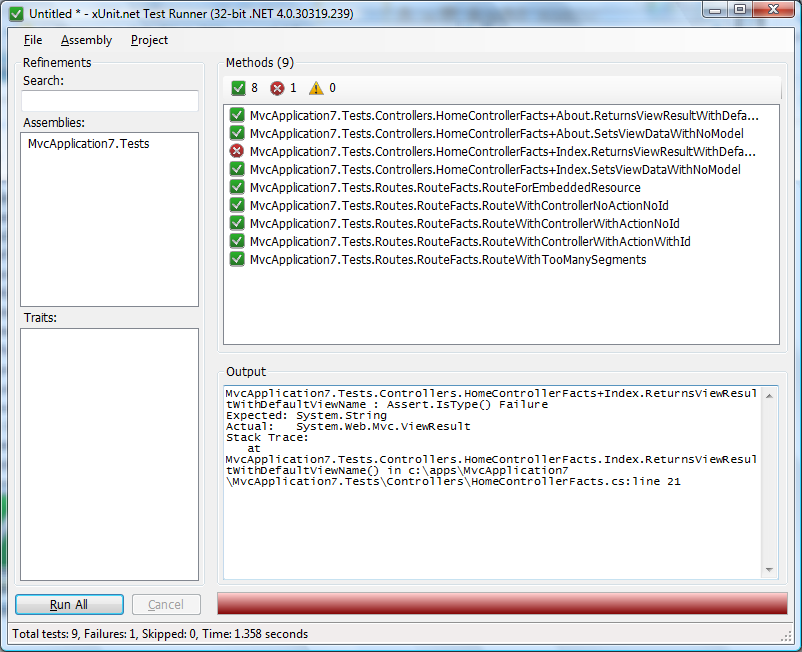 Untitled * - xUnit.net Test Runner (32-bit .NET 4.0.30319.239)
File Assembly Project
Refinements
Search:
Assemblies:
MvcApplication7.Tests
Traits:
Run All Cancel
Methods (9)
8 1 0
MvcApplication7.Tests.Controllers.HomeControllerFacts+About.ReturnsViewResultWithDefa...
MvcApplication7.Tests.Controllers.HomeControllerFacts+About.SetsViewDataWithNoModel
MvcApplication7.Tests.Controllers.HomeControllerFacts+Index.ReturnsViewResultWithDefa...
MvcApplication7.Tests.Controllers.HomeControllerFacts+Index.SetsViewDataWithNoModel
MvcApplication7.Tests.Routes.RouteFacts.RouteForEmbeddedResource
MvcApplication7.Tests.Routes.RouteFacts.RouteWithControllerNoActionNoId
MvcApplication7.Tests.Routes.RouteFacts.RouteWithControllerWithActionNoId
MvcApplication7.Tests.Routes.RouteFacts.RouteWithControllerWithActionWithId
MvcApplication7.Tests.Routes.RouteFacts.RouteWithTooManySegments
Output
MvcApplication7.Tests.Controllers.HomeControllerFacts+Index.ReturnsViewResul
tWithDefaultViewName : Assert.IsType() Failure
Expected: System.String
Actual:   System.Web.Mvc.ViewResult
Stack Trace:
at
MvcApplication7.Tests.Controllers.HomeControllerFacts.Index.ReturnsViewResul
tWithDefaultViewName() in c:\apps\MvcApplication7
\MvcApplication7.Tests\Controllers\HomeControllerFacts.cs:line 21
Total tests: 9, Failures: 1, Skipped: 0, Time: 1.358 seconds